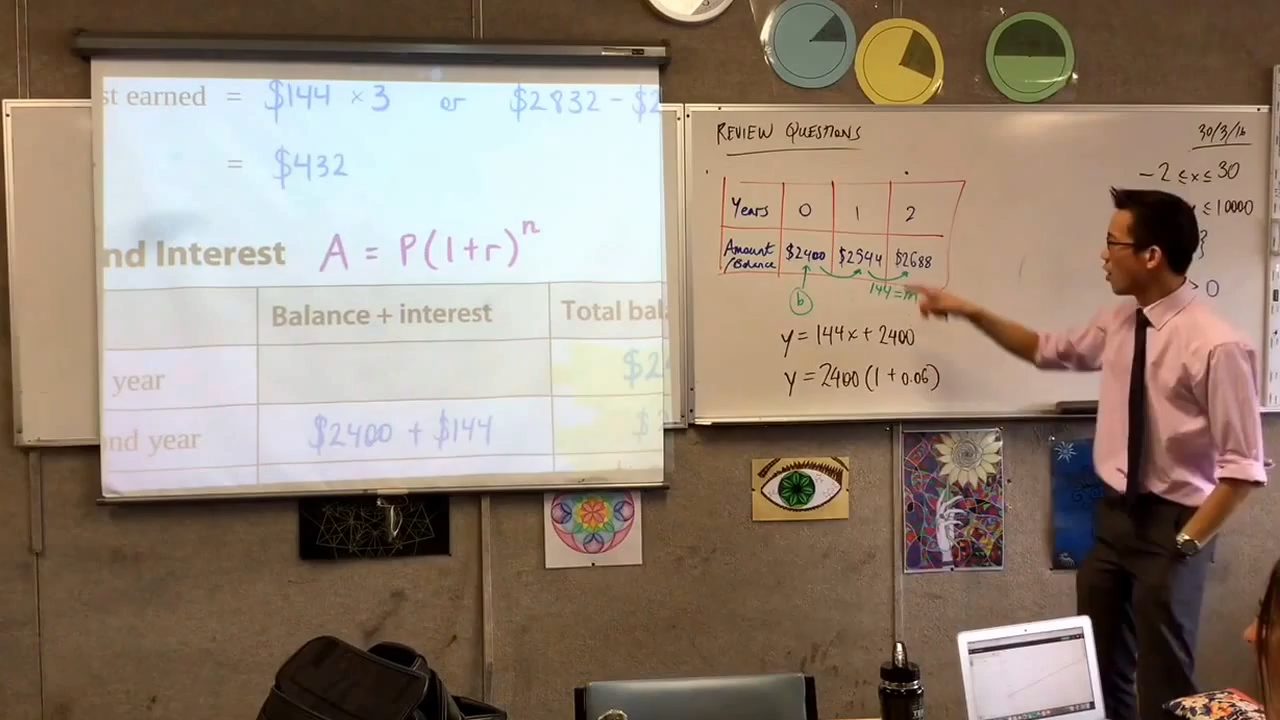 st earned = $144 × 3 or $2832 - $2
= $432
nd Interest A = P(1+r)^n
Balance + interest Total bala
year $2
nd year $2400 + $144 $
REVIEW QUESTIONS
30/3/16
-2 ≤ x ≤ 30
≤ 10000
> 0
Years 0 1 2
Amount /Balance $2400 $2544 $2688
b 144 = m
y = 144x + 2400
y = 2400 (1 + 0.06)